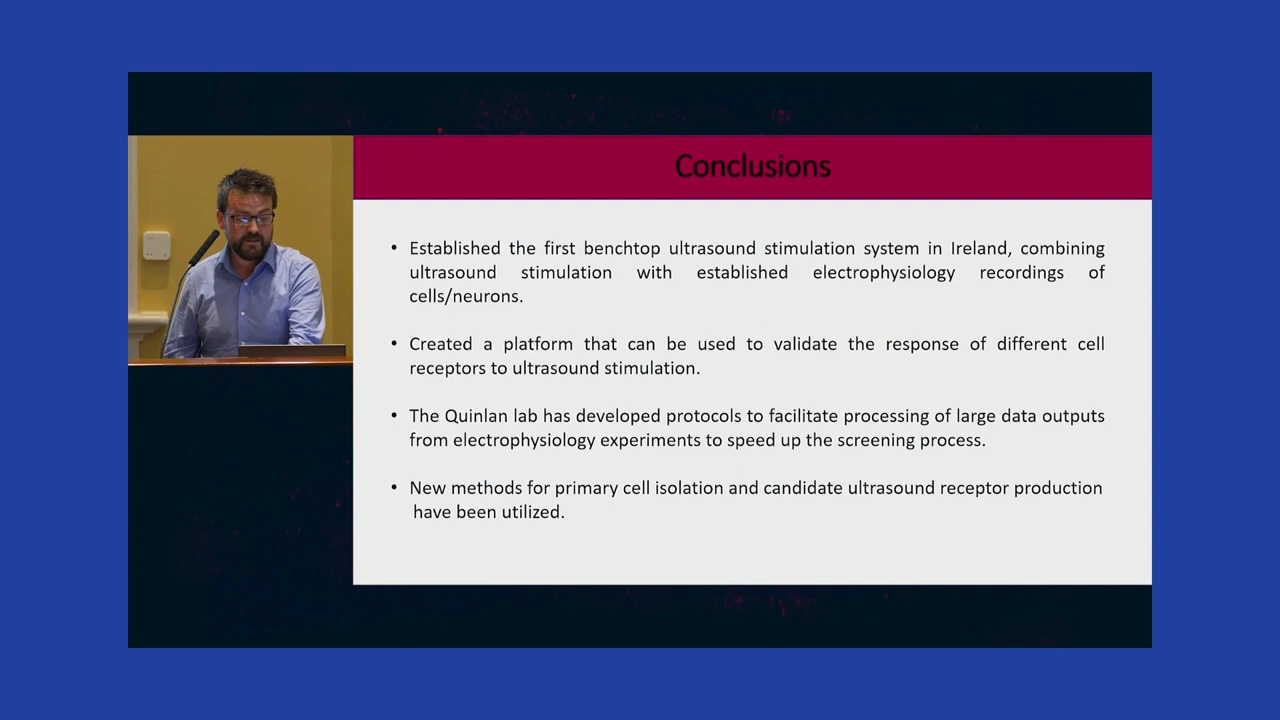 Conclusions
• Established the first benchtop ultrasound stimulation system in Ireland, combining
ultrasound stimulation with established electrophysiology recordings of
cells/neurons.
• Created a platform that can be used to validate the response of different cell
receptors to ultrasound stimulation.
• The Quinlan lab has developed protocols to facilitate processing of large data outputs
from electrophysiology experiments to speed up the screening process.
• New methods for primary cell isolation and candidate ultrasound receptor production
have been utilized.